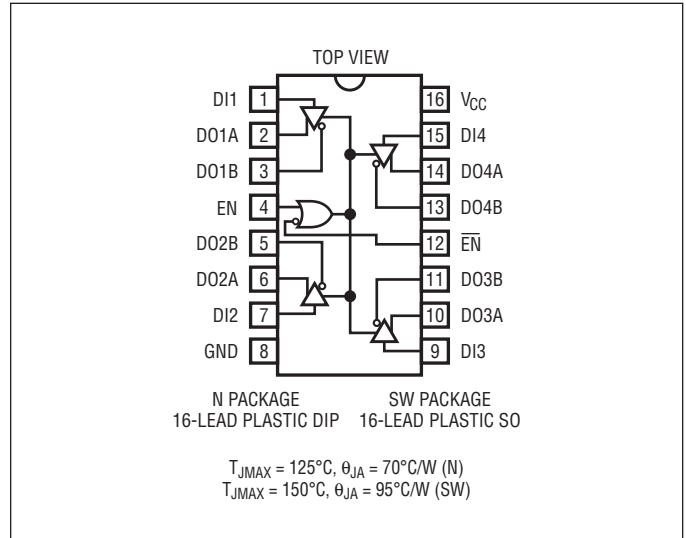 TOP VIEW
DI1 1
DO1A 2
DO1B 3
EN 4
DO2B 5
DO2A 6
DI2 7
GND 8
16 VCC
15 DI4
14 DO4A
13 DO4B
12 E̅N̅
11 DO3B
10 DO3A
9 DI3
N PACKAGE
16-LEAD PLASTIC DIP
SW PACKAGE
16-LEAD PLASTIC SO
TJMAX = 125°C, θJA = 70°C/W (N)
TJMAX = 150°C, θJA = 95°C/W (SW)